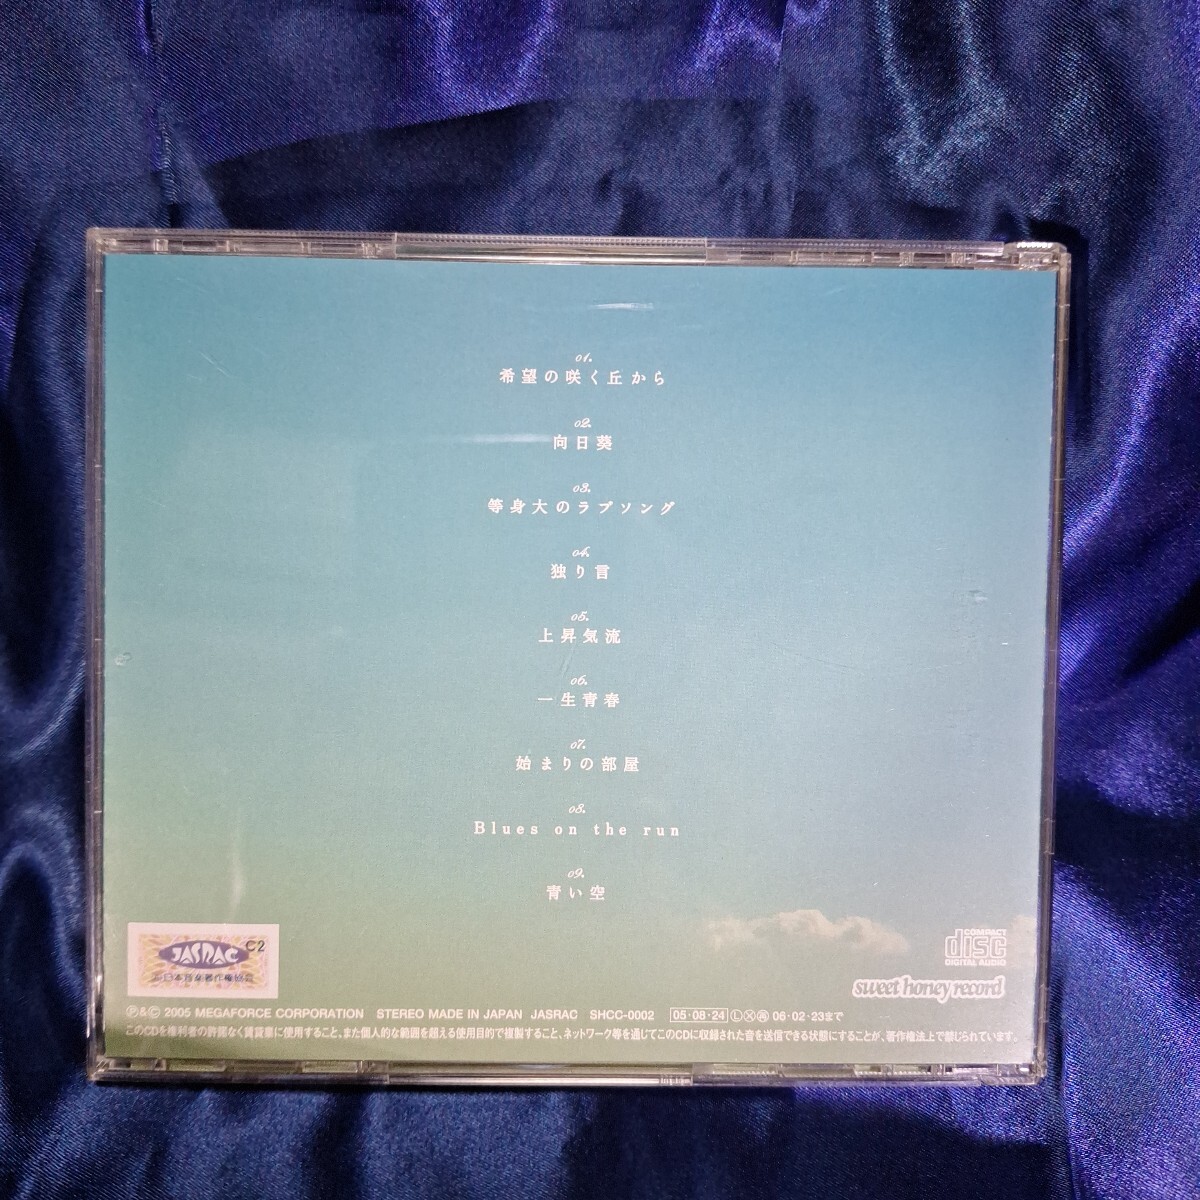 01.
希望の咲く丘から
02.
向日葵
03.
等身大のラブソング
04.
独り言
05.
上昇気流
06.
一生青春
07.
始まりの部屋
08.
Blues on the run
09.
青い空
JASRAC C2
日本音楽著作権協会
COMPACT
disc
DIGITAL AUDIO
sweet honey record
Ⓟ&Ⓒ 2005 MEGAFORCE CORPORATION STEREO MADE IN JAPAN JASRAC SHCC-0002 05・08・24 Ⓛ Ⓧ 06・02・23まで
このCDを権利者の許諾なく賃貸業に使用すること、また個人的な範囲を超える使用目的で複製すること、ネットワーク等を通じてこのCDに収録された音を送信できる状態にすることが、著作権法上で禁じられています。